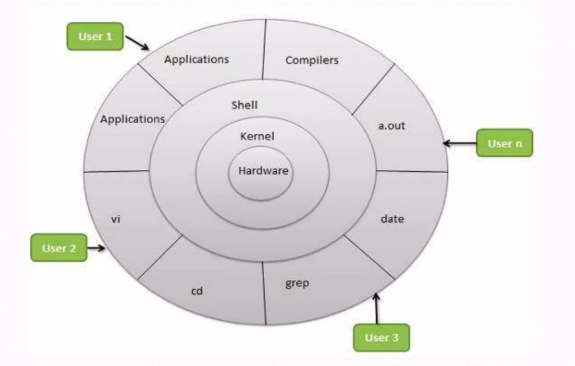 User 1
Applications
Compilers
Shell
Applications
Kernel
a.out
User n
Hardware
vi
date
User 2
cd
grep
User 3